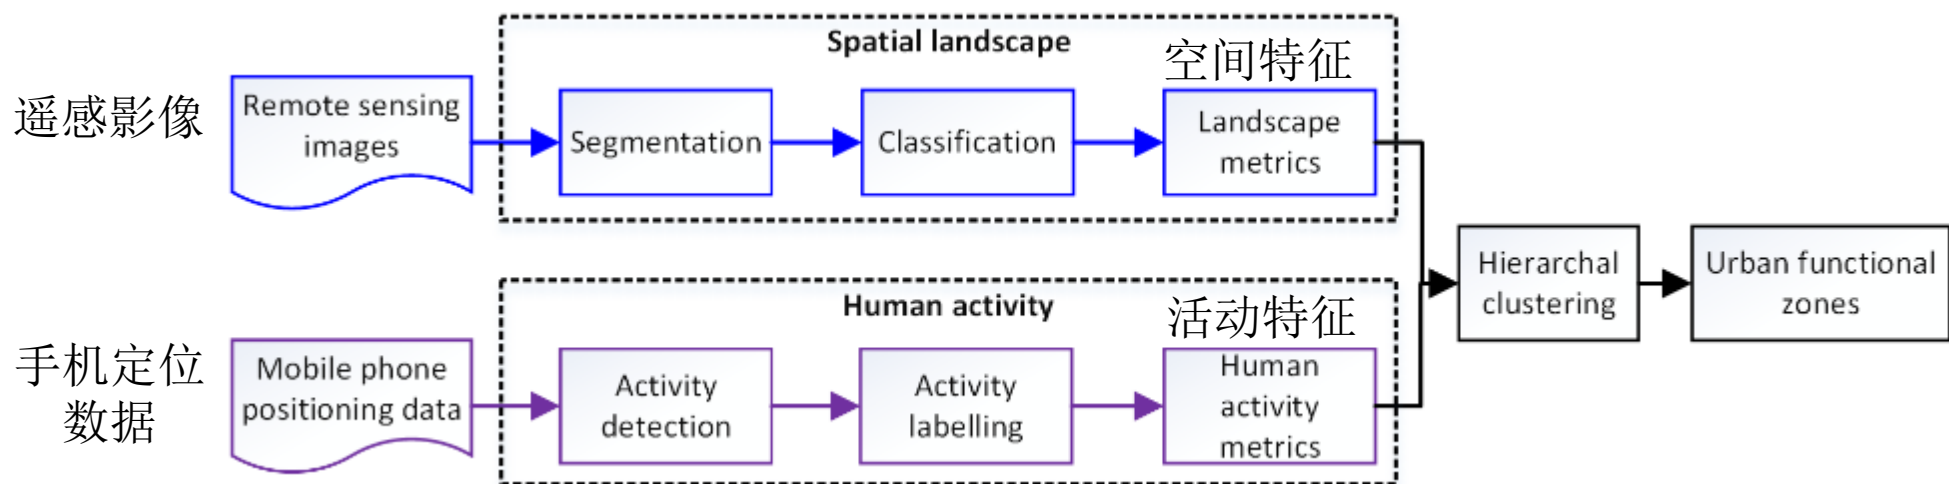 Spatial landscape
空间特征
遥感影像
Remote sensing
images
Segmentation
Classification
Landscape
metrics
Hierarchal
clustering
Urban functional
zones
Human activity
活动特征
手机定位
数据
Mobile phone
positioning data
Activity
detection
Activity
labelling
Human
activity
metrics